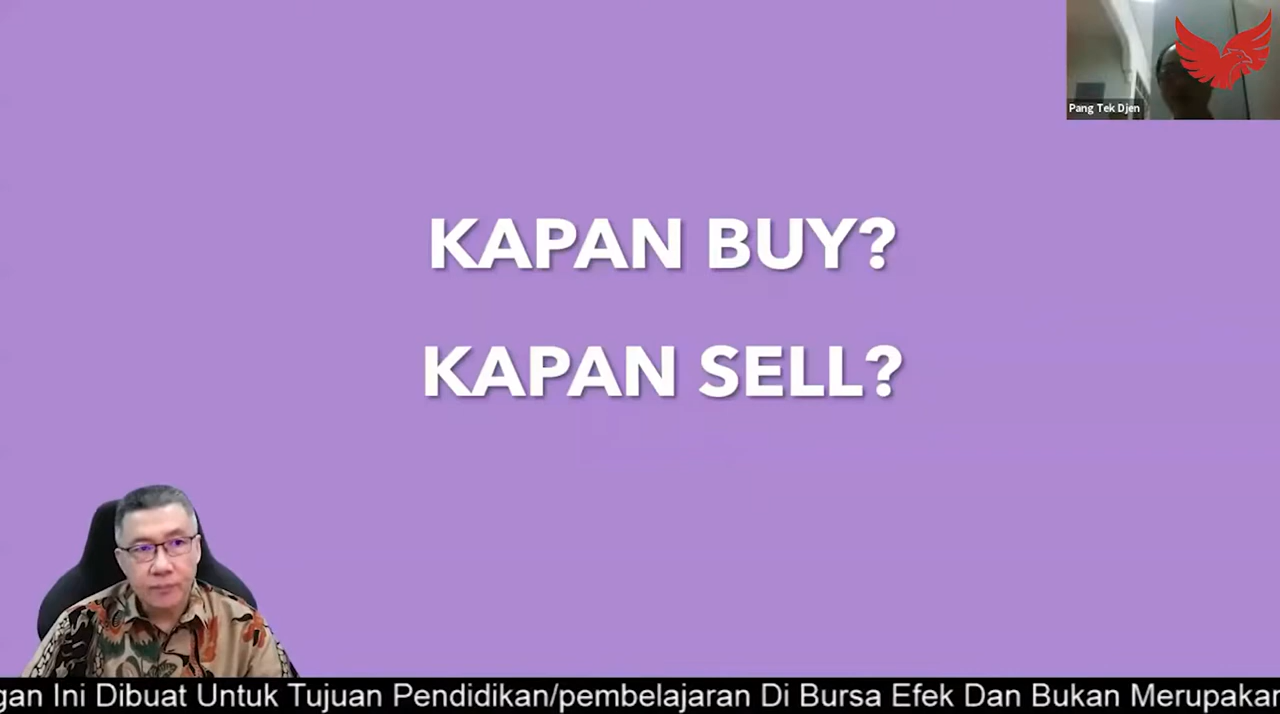 Pang Tek Djen
KAPAN BUY?
KAPAN SELL?
gan Ini Dibuat Untuk Tujuan Pendidikan/pembelajaran Di Bursa Efek Dan Bukan Merupakan